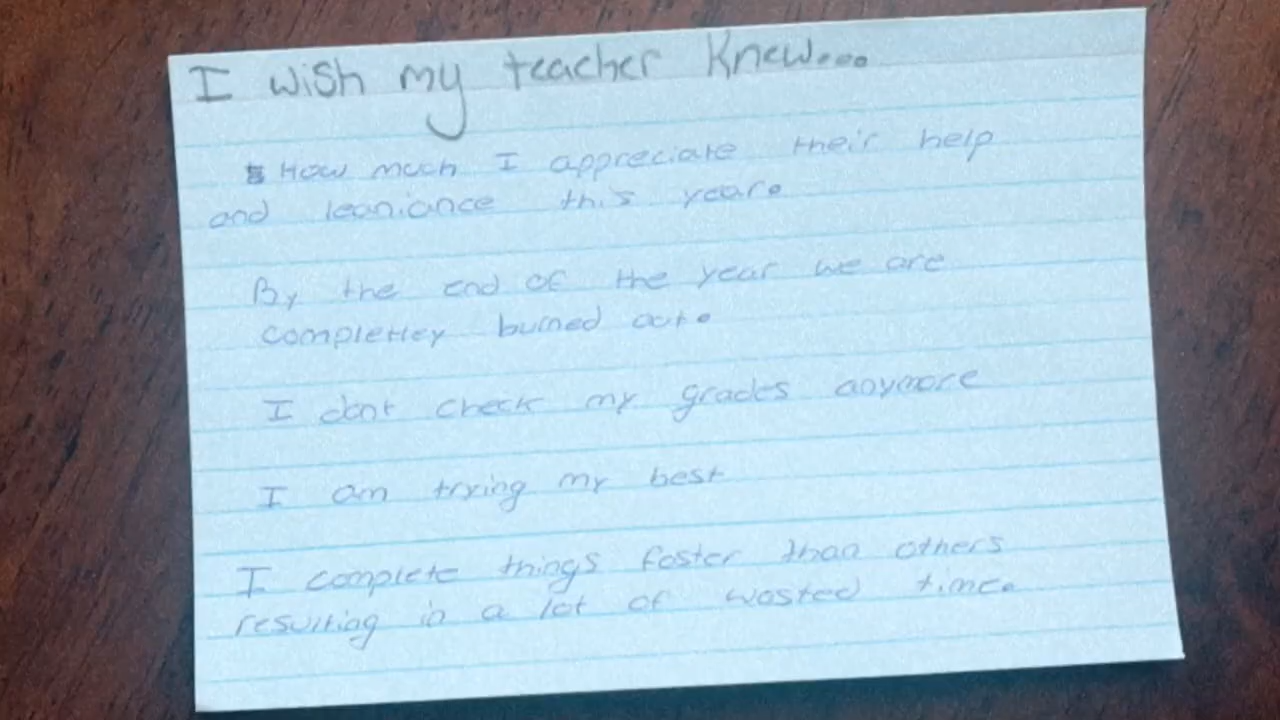 I wish my teacher Knew...
How much I appreciate their help
and leaniance this year.
By the end of the year we are
completley burned out.
I dont check my grades anymore
I am trying my best
I complete things faster than others
resulting in a lot of wasted time.